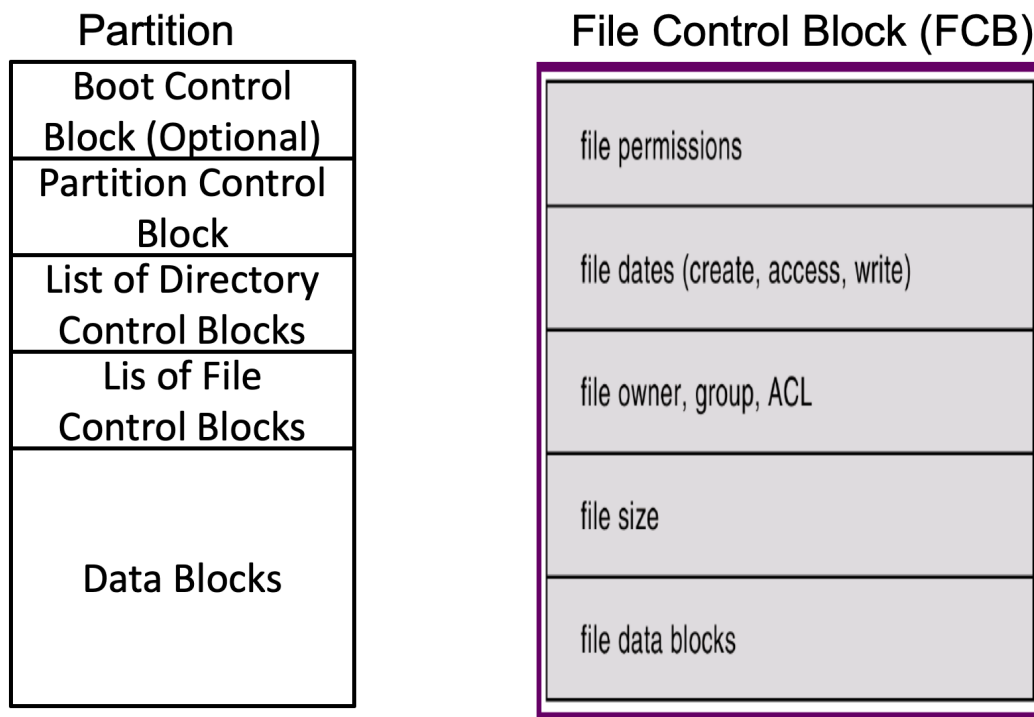 Partition
Boot Control
Block (Optional)
Partition Control
Block
List of Directory
Control Blocks
Lis of File
Control Blocks
Data Blocks
File Control Block (FCB)
file permissions
file dates (create, access, write)
file owner, group, ACL
file size
file data blocks